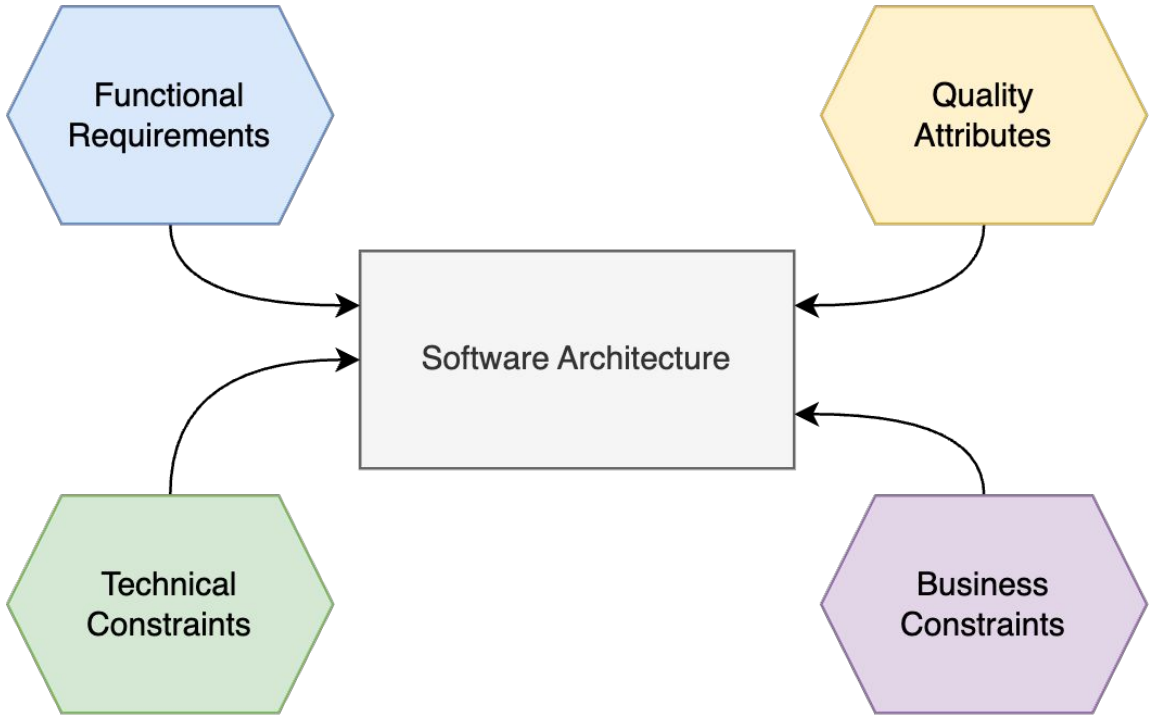 Functional
Requirements
Quality
Attributes
Software Architecture
Technical
Constraints
Business
Constraints